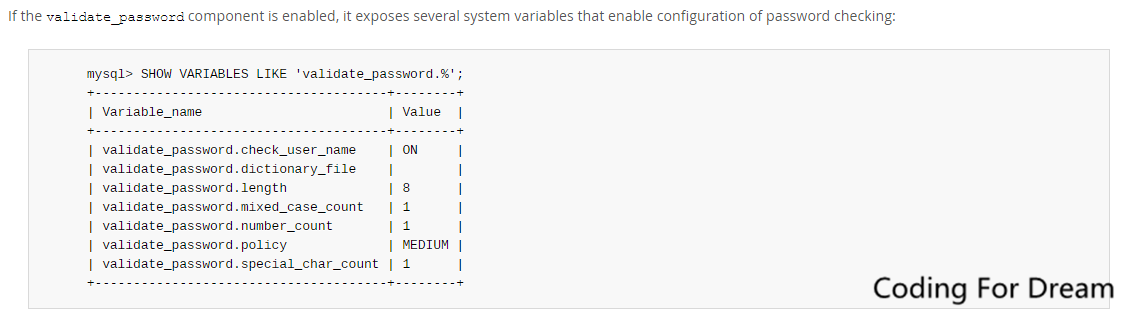 If the validate_password component is enabled, it exposes several system variables that enable configuration of password checking:
mysql> SHOW VARIABLES LIKE 'validate_password.%';
+--------------------------------------+--------+
| Variable_name                        | Value  |
+--------------------------------------+--------+
| validate_password.check_user_name    | ON     |
| validate_password.dictionary_file    |        |
| validate_password.length             | 8      |
| validate_password.mixed_case_count   | 1      |
| validate_password.number_count       | 1      |
| validate_password.policy             | MEDIUM |
| validate_password.special_char_count | 1      |
+--------------------------------------+--------+
Coding For Dream